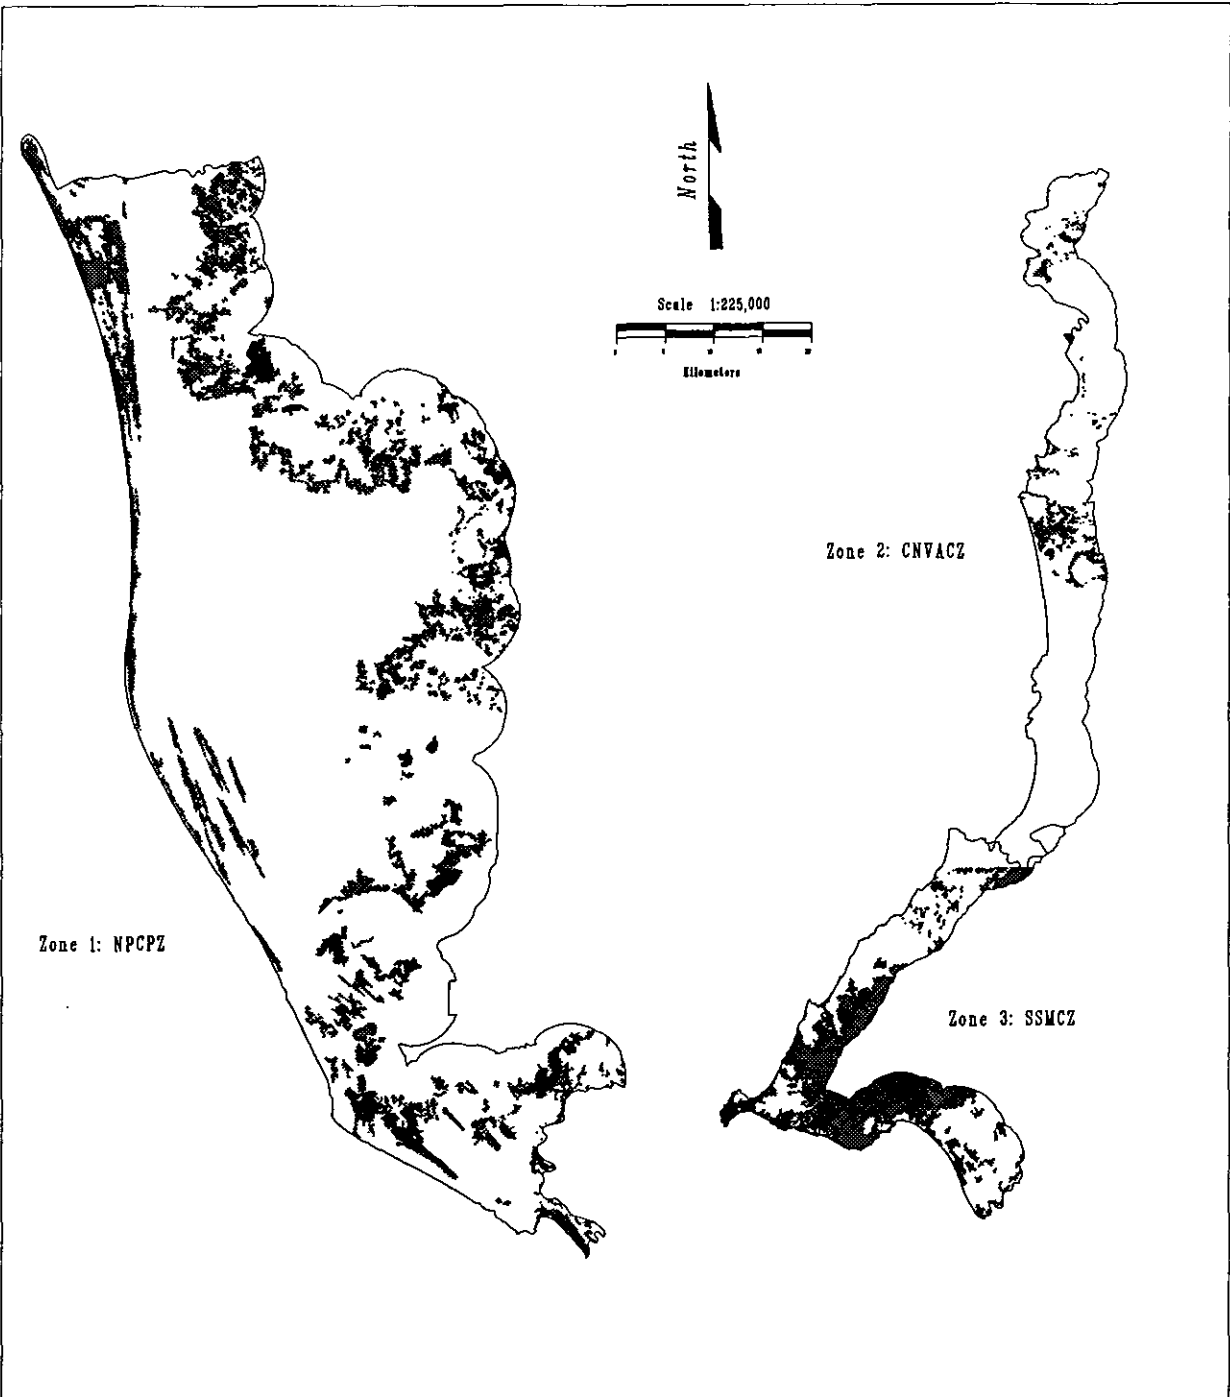 North
Scale 1:225,000
Kilometers
Zone 2: CNVACZ
Zone 1: NPCPZ
Zone 3: SSMCZ